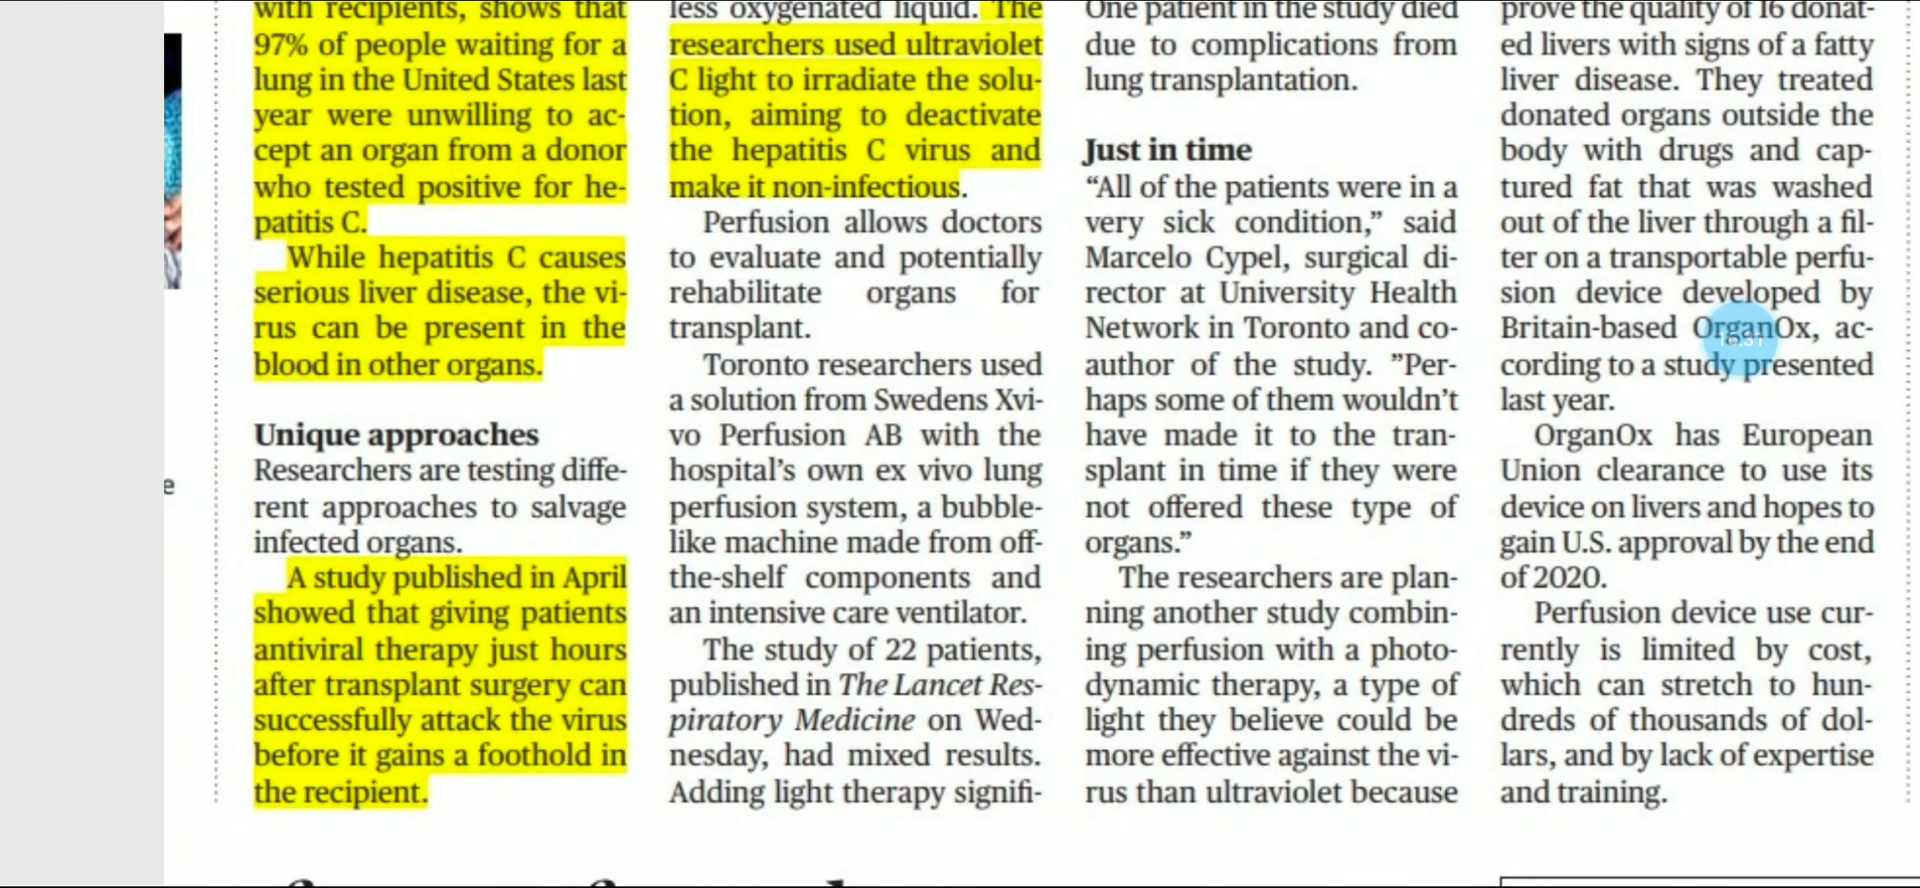 with recipients, shows that
97% of people waiting for a
lung in the United States last
year were unwilling to ac-
cept an organ from a donor
who tested positive for he-
patitis C.
While hepatitis C causes
serious liver disease, the vi-
rus can be present in the
blood in other organs.
Unique approaches
Researchers are testing diffe-
rent approaches to salvage
infected organs.
A study published in April
showed that giving patients
antiviral therapy just hours
after transplant surgery can
successfully attack the virus
before it gains a foothold in
the recipient.
less oxygenated liquid. The
researchers used ultraviolet
C light to irradiate the solu-
tion, aiming to deactivate
the hepatitis C virus and
make it non-infectious.
Perfusion allows doctors
to evaluate and potentially
rehabilitate organs for
transplant.
Toronto researchers used
a solution from Swedens Xvi-
vo Perfusion AB with the
hospital's own ex vivo lung
perfusion system, a bubble-
like machine made from off-
the-shelf components and
an intensive care ventilator.
The study of 22 patients,
published in The Lancet Res-
piratory Medicine on Wed-
nesday, had mixed results.
Adding light therapy signifi-
One patient in the study died
due to complications from
lung transplantation.
Just in time
“All of the patients were in a
very sick condition,” said
Marcelo Cypel, surgical di-
rector at University Health
Network in Toronto and co-
author of the study. ”Per-
haps some of them wouldn’t
have made it to the tran-
splant in time if they were
not offered these type of
organs.”
The researchers are plan-
ning another study combin-
ing perfusion with a photo-
dynamic therapy, a type of
light they believe could be
more effective against the vi-
rus than ultraviolet because
prove the quality of 16 donat-
ed livers with signs of a fatty
liver disease. They treated
donated organs outside the
body with drugs and cap-
tured fat that was washed
out of the liver through a fil-
ter on a transportable perfu-
sion device developed by
Britain-based OrganOx, ac-
cording to a study presented
last year.
OrganOx has European
Union clearance to use its
device on livers and hopes to
gain U.S. approval by the end
of 2020.
Perfusion device use cur-
rently is limited by cost,
which can stretch to hun-
dreds of thousands of dol-
lars, and by lack of expertise
and training.